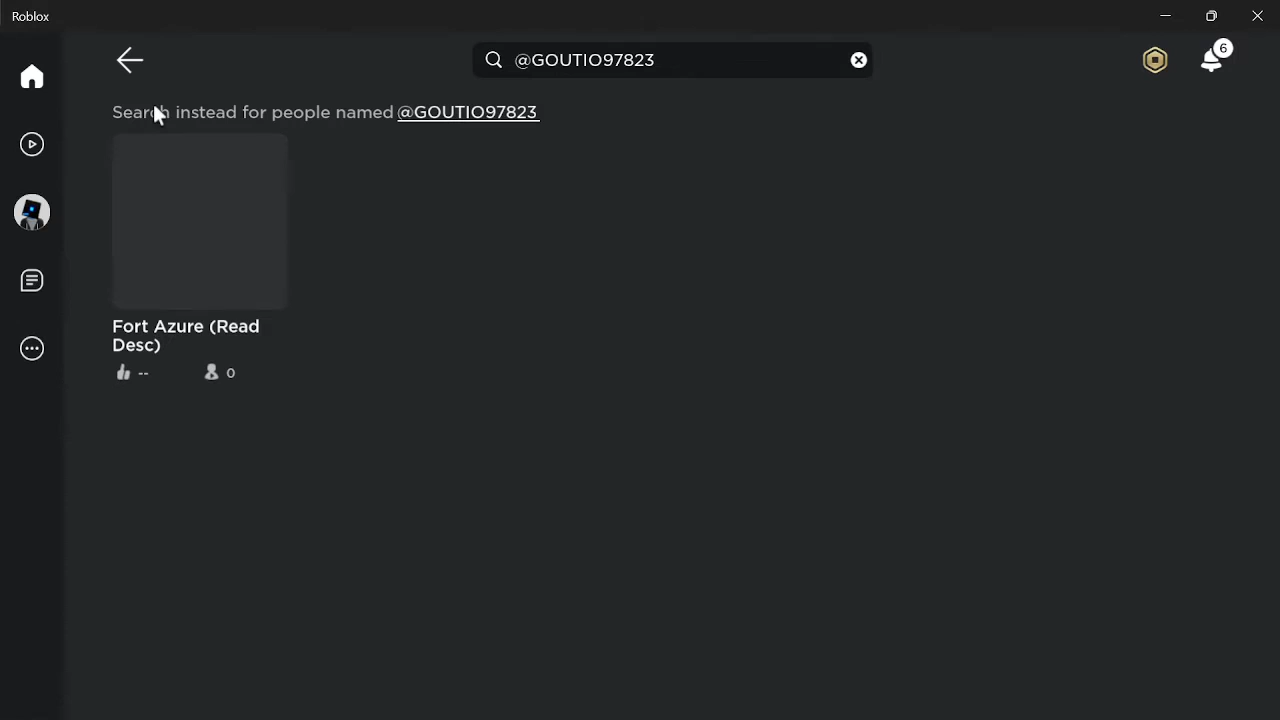 Roblox
@GOUTIO97823
6
Search instead for people named @GOUTIO97823
Fort Azure (Read
Desc)
-- 0